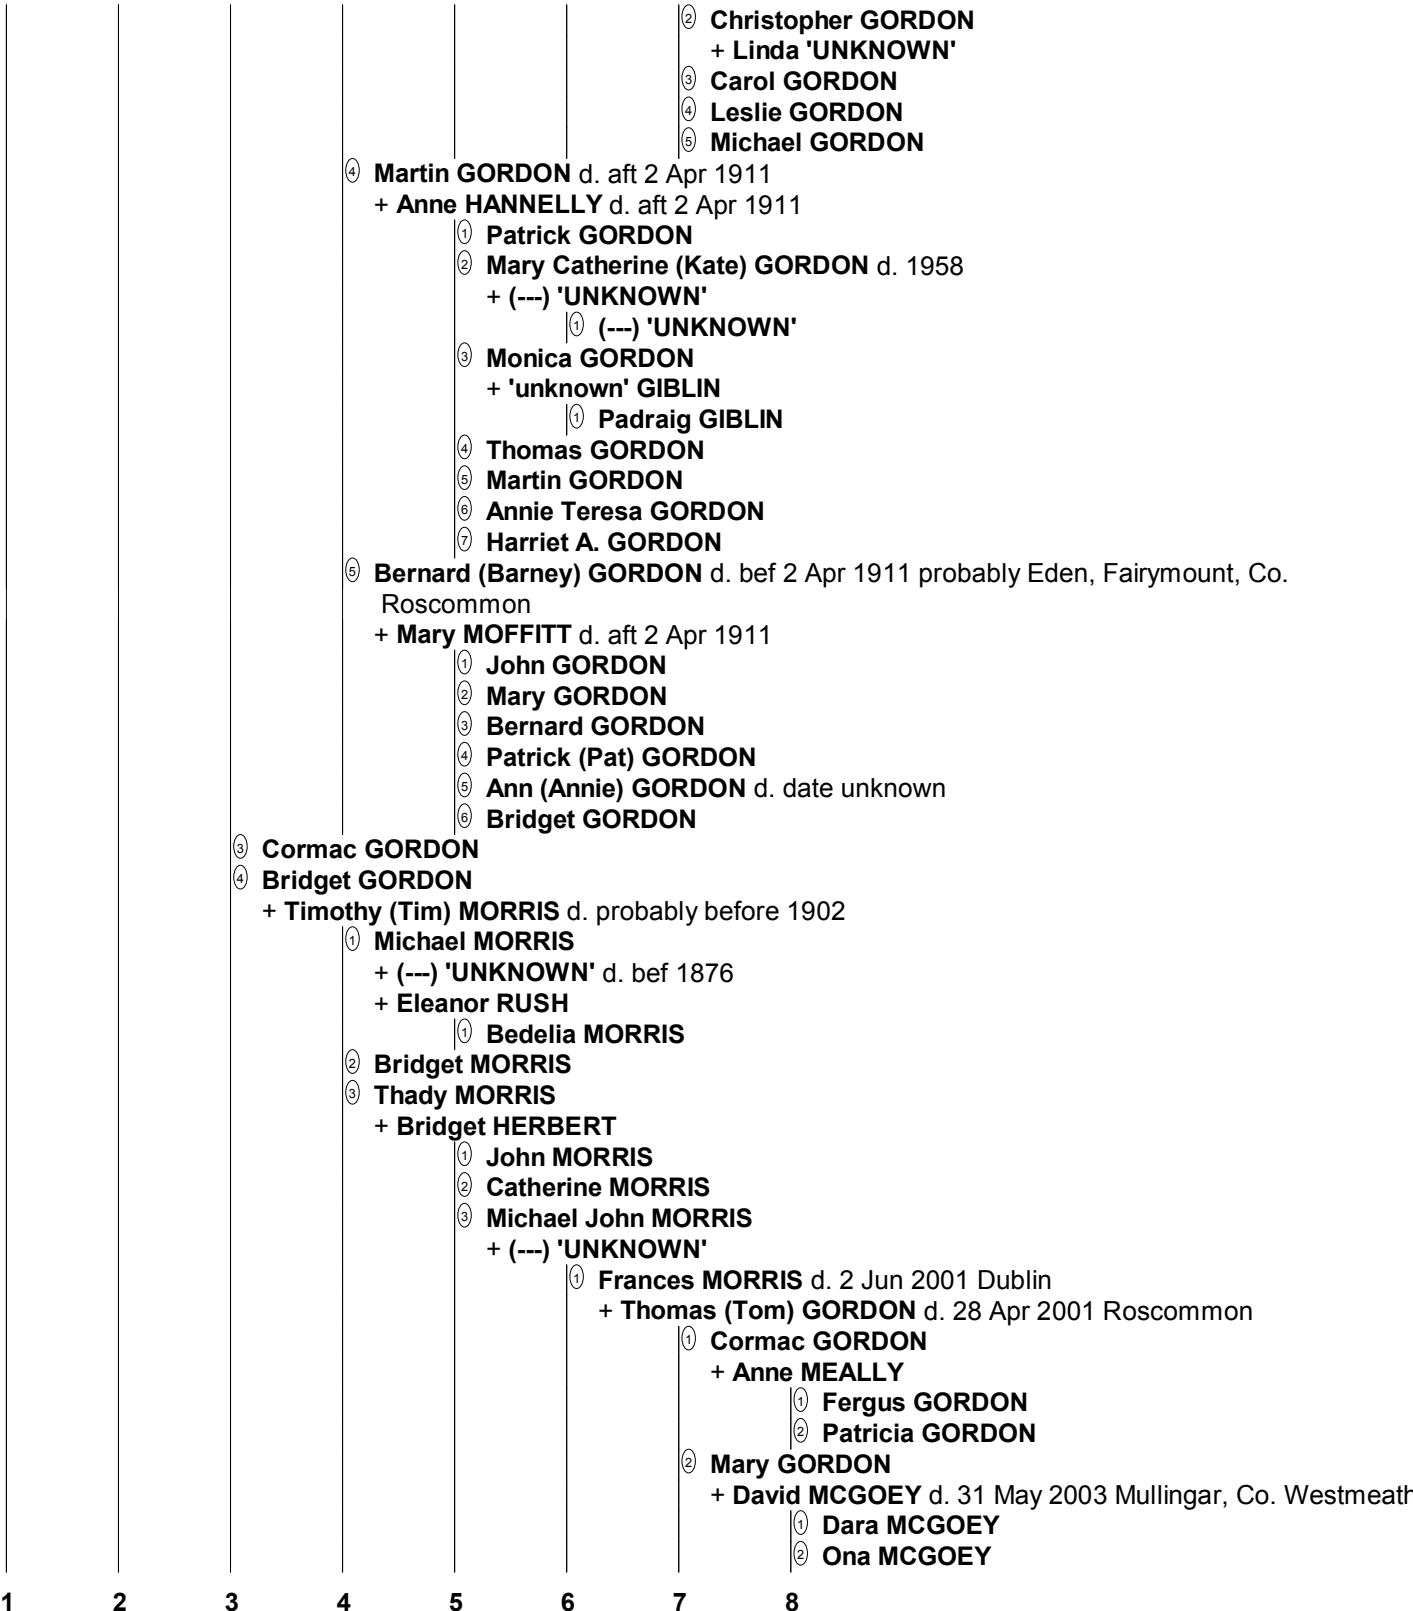 ② Christopher GORDON
+ Linda 'UNKNOWN'
③ Carol GORDON
④ Leslie GORDON
⑤ Michael GORDON
④ Martin GORDON d. aft 2 Apr 1911
+ Anne HANNELLY d. aft 2 Apr 1911
① Patrick GORDON
② Mary Catherine (Kate) GORDON d. 1958
+ (---) 'UNKNOWN'
① (---) 'UNKNOWN'
③ Monica GORDON
+ 'unknown' GIBLIN
① Padraig GIBLIN
④ Thomas GORDON
⑤ Martin GORDON
⑥ Annie Teresa GORDON
⑦ Harriet A. GORDON
⑤ Bernard (Barney) GORDON d. bef 2 Apr 1911 probably Eden, Fairymount, Co.
Roscommon
+ Mary MOFFITT d. aft 2 Apr 1911
① John GORDON
② Mary GORDON
③ Bernard GORDON
④ Patrick (Pat) GORDON
⑤ Ann (Annie) GORDON d. date unknown
⑥ Bridget GORDON
③ Cormac GORDON
④ Bridget GORDON
+ Timothy (Tim) MORRIS d. probably before 1902
① Michael MORRIS
+ (---) 'UNKNOWN' d. bef 1876
+ Eleanor RUSH
① Bedelia MORRIS
② Bridget MORRIS
③ Thady MORRIS
+ Bridget HERBERT
① John MORRIS
② Catherine MORRIS
③ Michael John MORRIS
+ (---) 'UNKNOWN'
① Frances MORRIS d. 2 Jun 2001 Dublin
+ Thomas (Tom) GORDON d. 28 Apr 2001 Roscommon
① Cormac GORDON
+ Anne MEALLY
① Fergus GORDON
② Patricia GORDON
② Mary GORDON
+ David MCGOEY d. 31 May 2003 Mullingar, Co. Westmeath
① Dara MCGOEY
② Ona MCGOEY
1 2 3 4 5 6 7 8